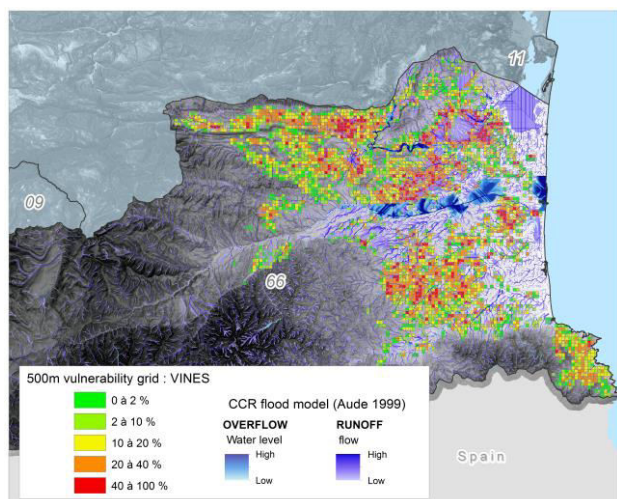 11
09
66
500m vulnerability grid : VINES
0 à 2 %
2 à 10 %
10 à 20 %
20 à 40 %
40 à 100 %
CCR flood model (Aude 1999)
OVERFLOW
Water level
High
Low
RUNOFF
flow
High
Low
Spain